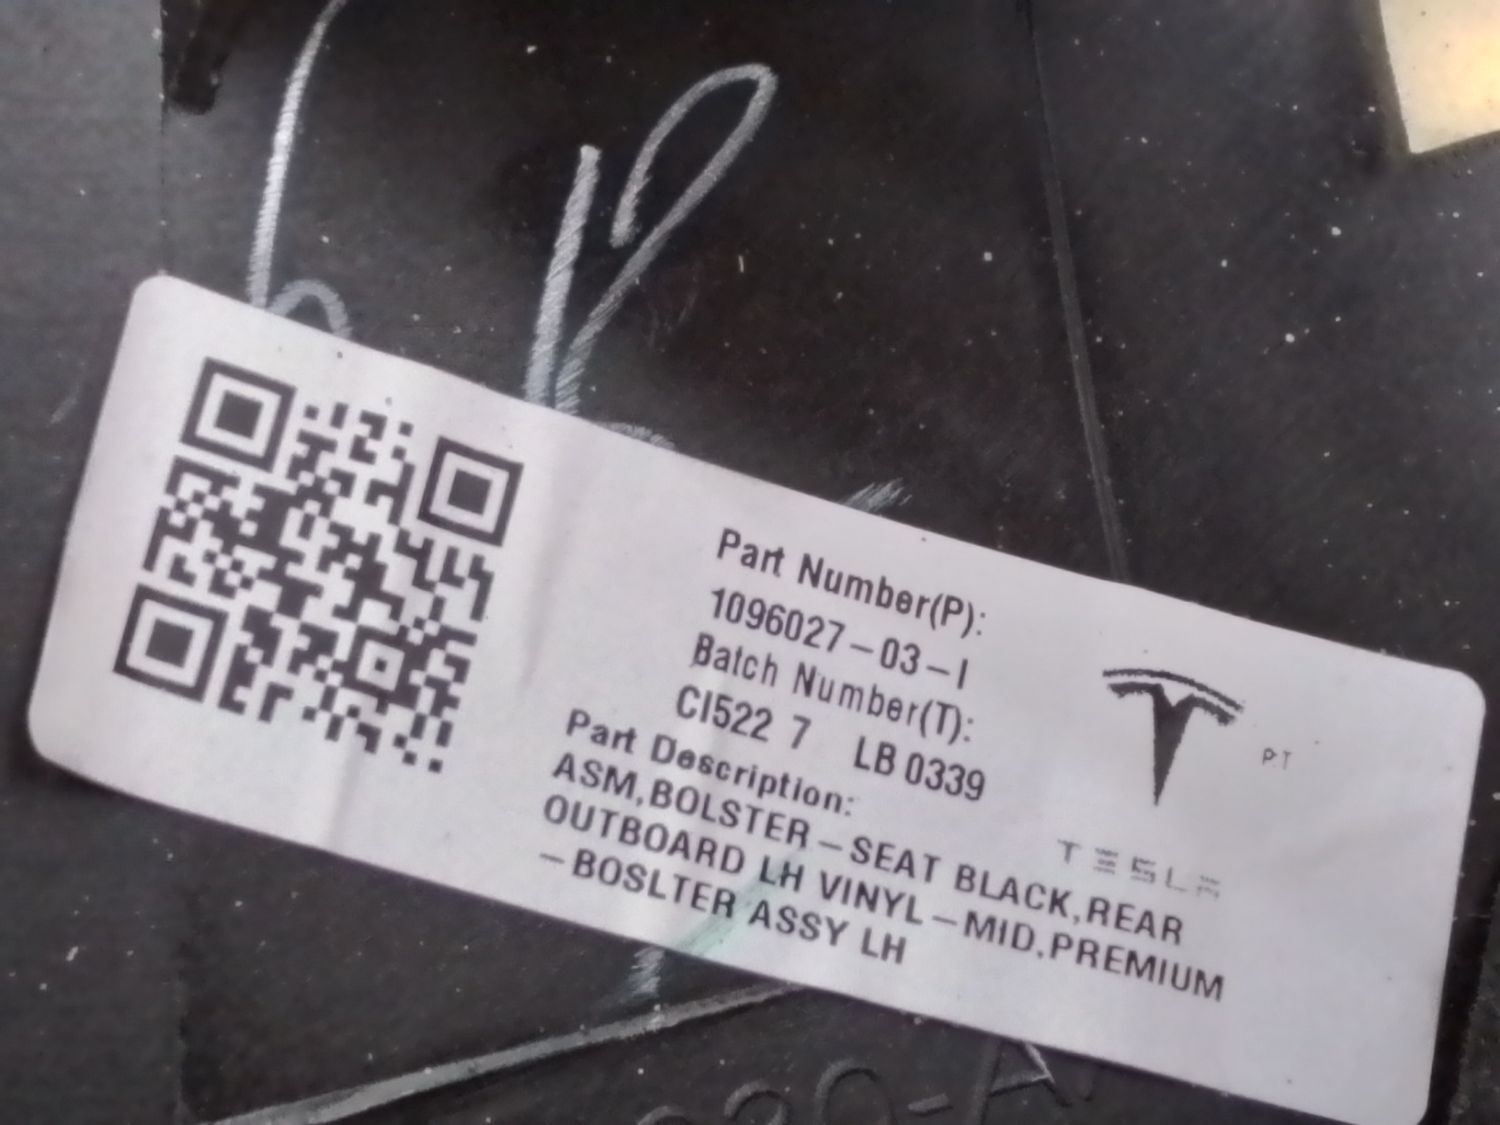 Part Number(P):
1096027-03-I
Batch Number(T):
CI522 7 LB 0339
Part Description:
ASM,BOLSTER-SEAT BLACK,REAR
OUTBOARD LH VINYL-MID.PREMIUM
-BOSLTER ASSY LH
P.T
TESLA